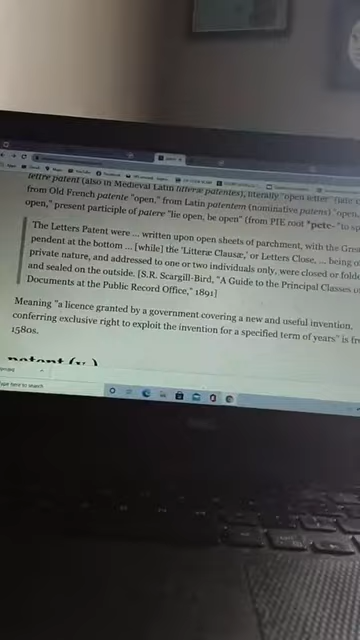 lettre patent (also in Medieval Latin litteræ patentes), literally "open letter" (late
from Old French patente "open," from Latin patentem (nominative patens) "open,
open," present participle of patere "lie open, be open" (from PIE root *pete- "to sp
The Letters Patent were ... written upon open sheets of parchment, with the Grea
pendent at the bottom ... [while] the 'Litteræ Clausæ,' or Letters Close, ... being o
private nature, and addressed to one or two individuals only, were closed or folde
and sealed on the outside. [S.R. Scargill-Bird, "A Guide to the Principal Classes o
Documents at the Public Record Office," 1891]
Meaning "a licence granted by a government covering a new and useful invention,
conferring exclusive right to exploit the invention for a specified term of years" is fr
1580s.
patent (v.)
Type here to search